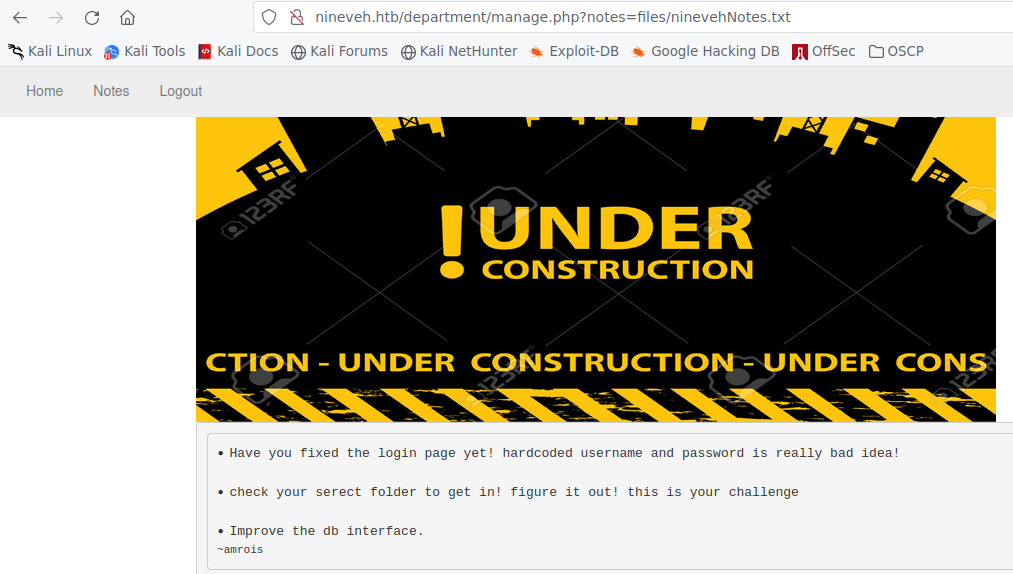 nineveh.htb/department/manage.php?notes=files/ninevehNotes.txt
Kali Linux Kali Tools Kali Docs Kali Forums Kali NetHunter Exploit-DB Google Hacking DB OffSec OSCP
Home Notes Logout
123RF 123RF
!UNDER
CONSTRUCTION
CTION - UNDER CONSTRUCTION - UNDER CONS
123RF 123RF
• Have you fixed the login page yet! hardcoded username and password is really bad idea!
• check your serect folder to get in! figure it out! this is your challenge
• Improve the db interface.
~amrois